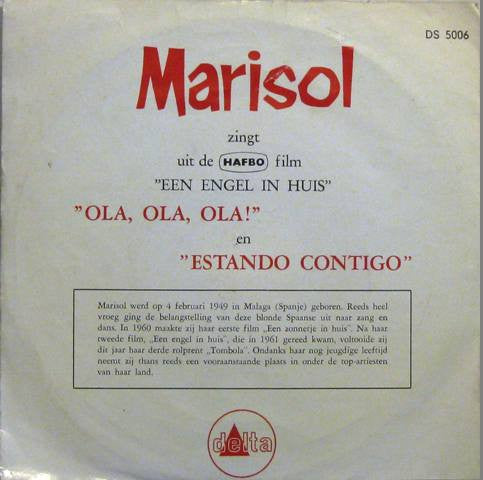 DS 5006
Marisol
zingt
uit de HAFBO film
"EEN ENGEL IN HUIS"
"OLA, OLA, OLA!"
en
"ESTANDO CONTIGO"
Marisol werd op 4 februari 1949 in Malaga (Spanje) geboren. Reeds heel
vroeg ging de belangstelling van deze blonde Spaanse uit naar zang en
dans. In 1960 maakte zij haar eerste film „Een zonnetje in huis". Na haar
tweede film, „Een engel in huis", die in 1961 gereed kwam, voltooide zij
dit jaar haar derde rolprent „Tombola". Ondanks haar nog jeugdige leeftijd
neemt zij thans reeds een vooraanstaande plaats in onder de top-artiesten
van haar land.
delta